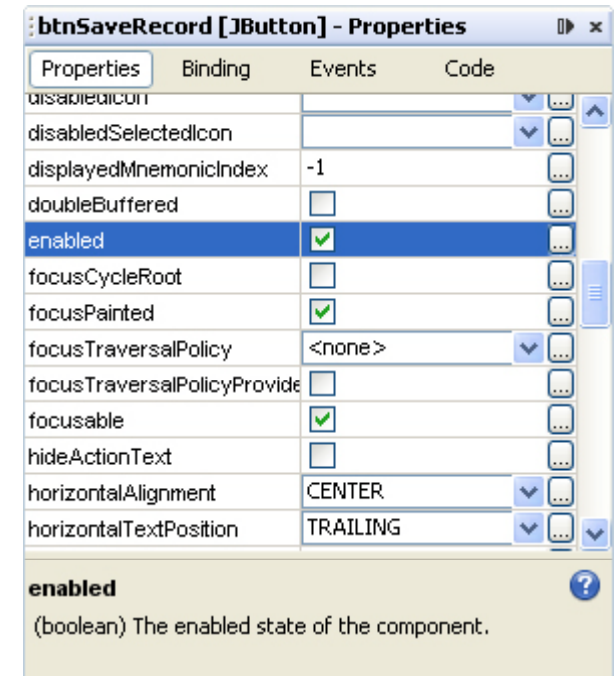 btnSaveRecord [JButton] - Properties
Properties Binding Events Code
disabledIcon
disabledSelectedIcon
displayedMnemonicIndex -1
doubleBuffered
enabled
focusCycleRoot
focusPainted
focusTraversalPolicy <none>
focusTraversalPolicyProvide
focusable
hideActionText
horizontalAlignment CENTER
horizontalTextPosition TRAILING
enabled
(boolean) The enabled state of the component.